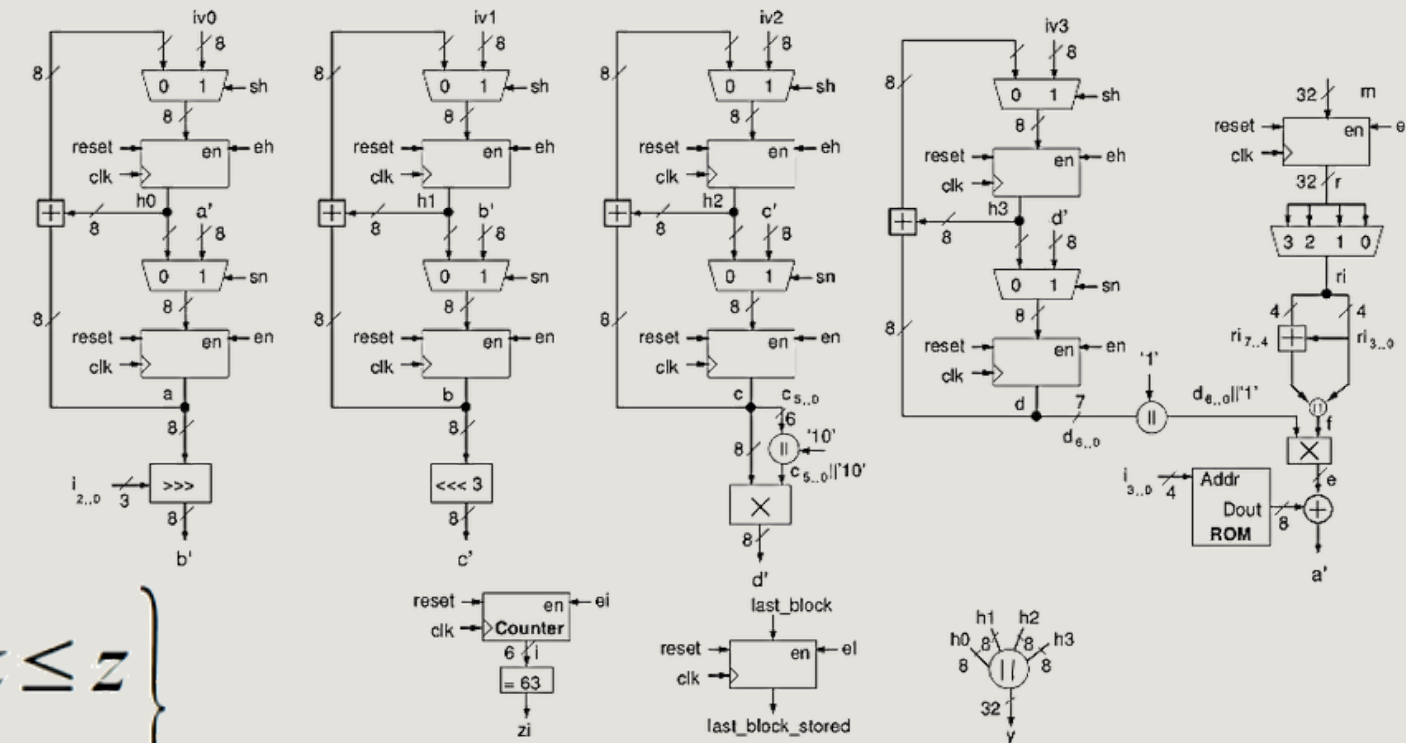 iv0 iv1 iv2 iv3
8 8 8 8
8 8 8 8 32 m
0 1 sh 0 1 sh 0 1 sh 0 1 sh
8 8 8 8
reset en eh reset en eh reset en eh reset en eh reset en e
clk clk clk clk clk
h0 a' h1 b' h2 c' h3 d' 32 r
8 8 8 8 8 8 8 8 3 2 1 0
0 1 sn 0 1 sn 0 1 sn 0 1 sn ri
8 8 8 8 8 8 8 8 4 4
reset en en reset en en reset en en reset en en ri7..4 ri3..0
clk clk clk clk '1'
a b c c5..0 d 7 d6..0||'1'
8 8 8 6 || '10' d6..0 || f
c5..0||'10'
i2..0 3 >>> <<< 3 × i3..0 4 Addr × e
8 8 8 Dout 8
ROM
b' c' d' a'
reset en ei last_block
clk Counter reset en el h0 h1 h2 h3
6 i clk 8 8 8 8
≤ z = 63 ||
zi last_block_stored 32
y